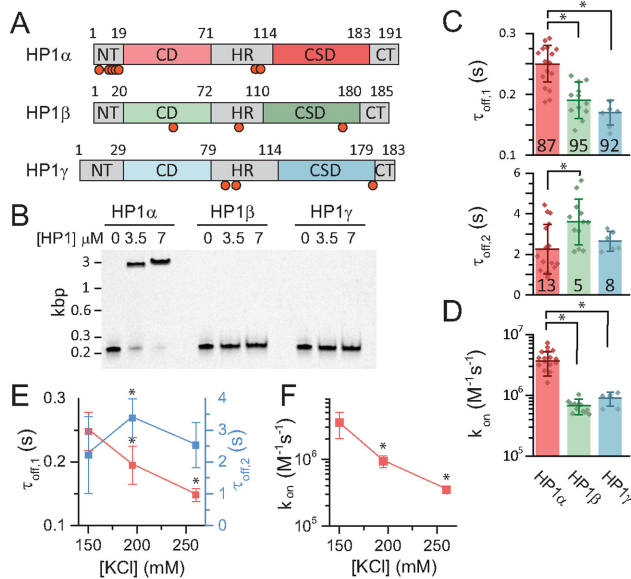 A
1 19 71 114 183 191
HP1α NT CD HR CSD CT
1 20 79 110 180 185
HP1β NT CD HR CSD CT
1 29 79 114 179 183
HP1γ NT CD HR CSD CT
B
HP1α HP1β HP1γ
[HP1] μM 0 3.5 7 0 3.5 7 0 3.5 7
kbp
3
1
0.6
0.3
0.2
C
* *
τoff,1 (s)
0.3
0.2
0.1
87 95 92
*
τoff,2 (s)
6
4
2
0
13 5 8
D
* *
kon (M⁻¹s⁻¹)
10⁷
10⁶
10⁵
HP1α HP1β HP1γ
E
τoff,1 (s)
0.3
0.2
0.1
* * *
4
3
2
1
0
τoff,2 (s)
150 200 250
[KCl] (mM)
F
kon (M⁻¹s⁻¹)
10⁶
10⁵
* *
150 200 250
[KCl] (mM)